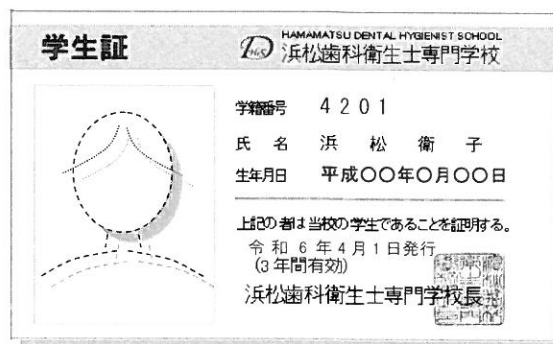 学生証
HAMAMATSU DENTAL HYGIENIST SCHOOL
DHS 浜松歯科衛生士専門学校
学籍番号 4201
氏名 浜松衛子
生年月日 平成〇〇年〇月〇〇日
上記の者は当校の学生であることを証明する。
令和6年4月1日発行
(3年間有効)
浜松歯科衛生士専門学校長